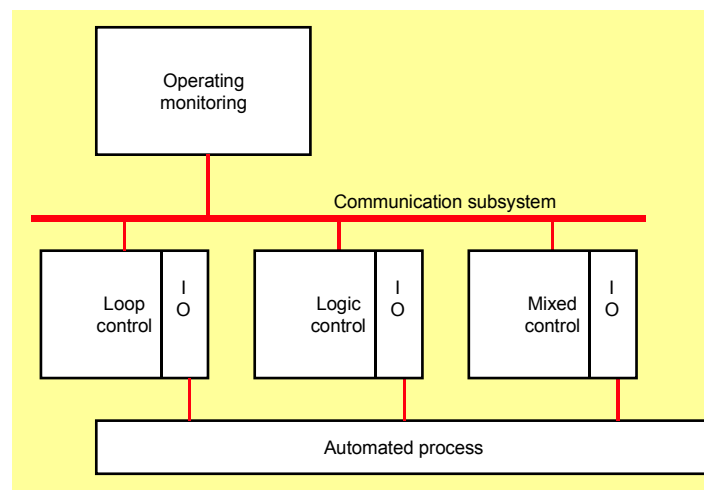 Operating
monitoring
Communication subsystem
Loop
control
I
O
Logic
control
I
O
Mixed
control
I
O
Automated process